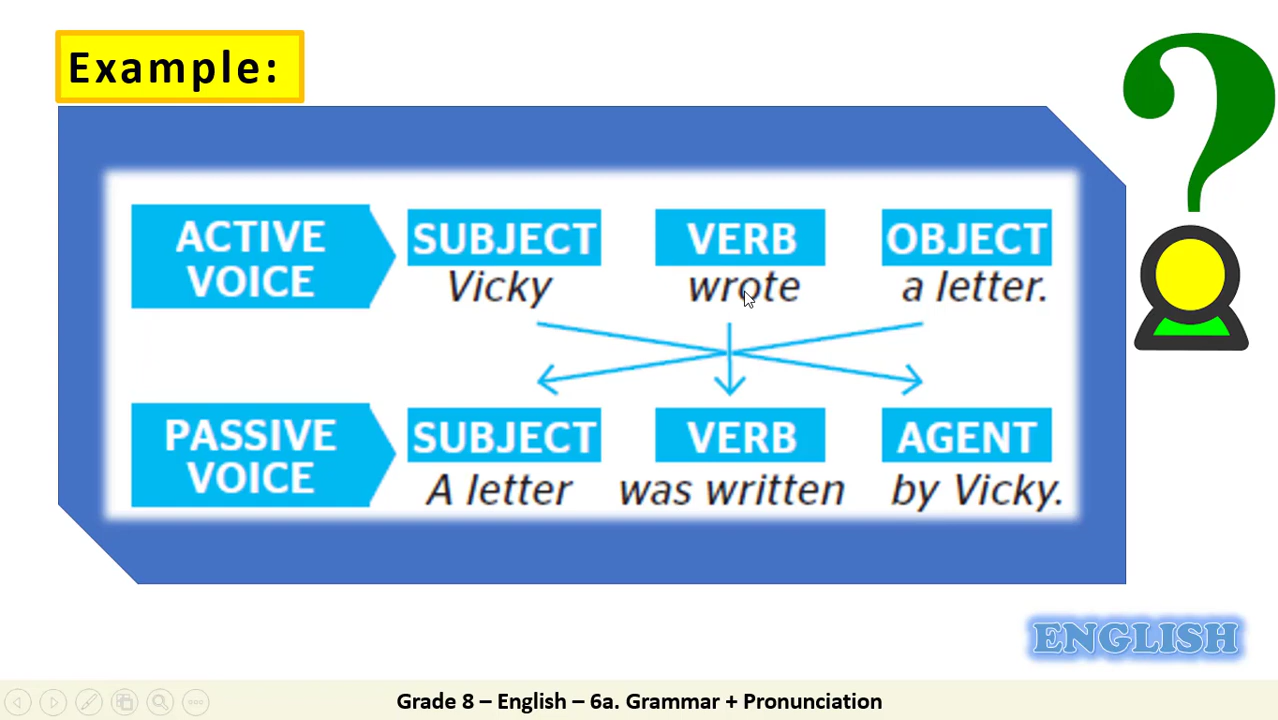 Example:
ACTIVE VOICE
SUBJECT VERB OBJECT
Vicky wrote a letter.
PASSIVE VOICE
SUBJECT VERB AGENT
A letter was written by Vicky.
ENGLISH
Grade 8 – English – 6a. Grammar + Pronunciation